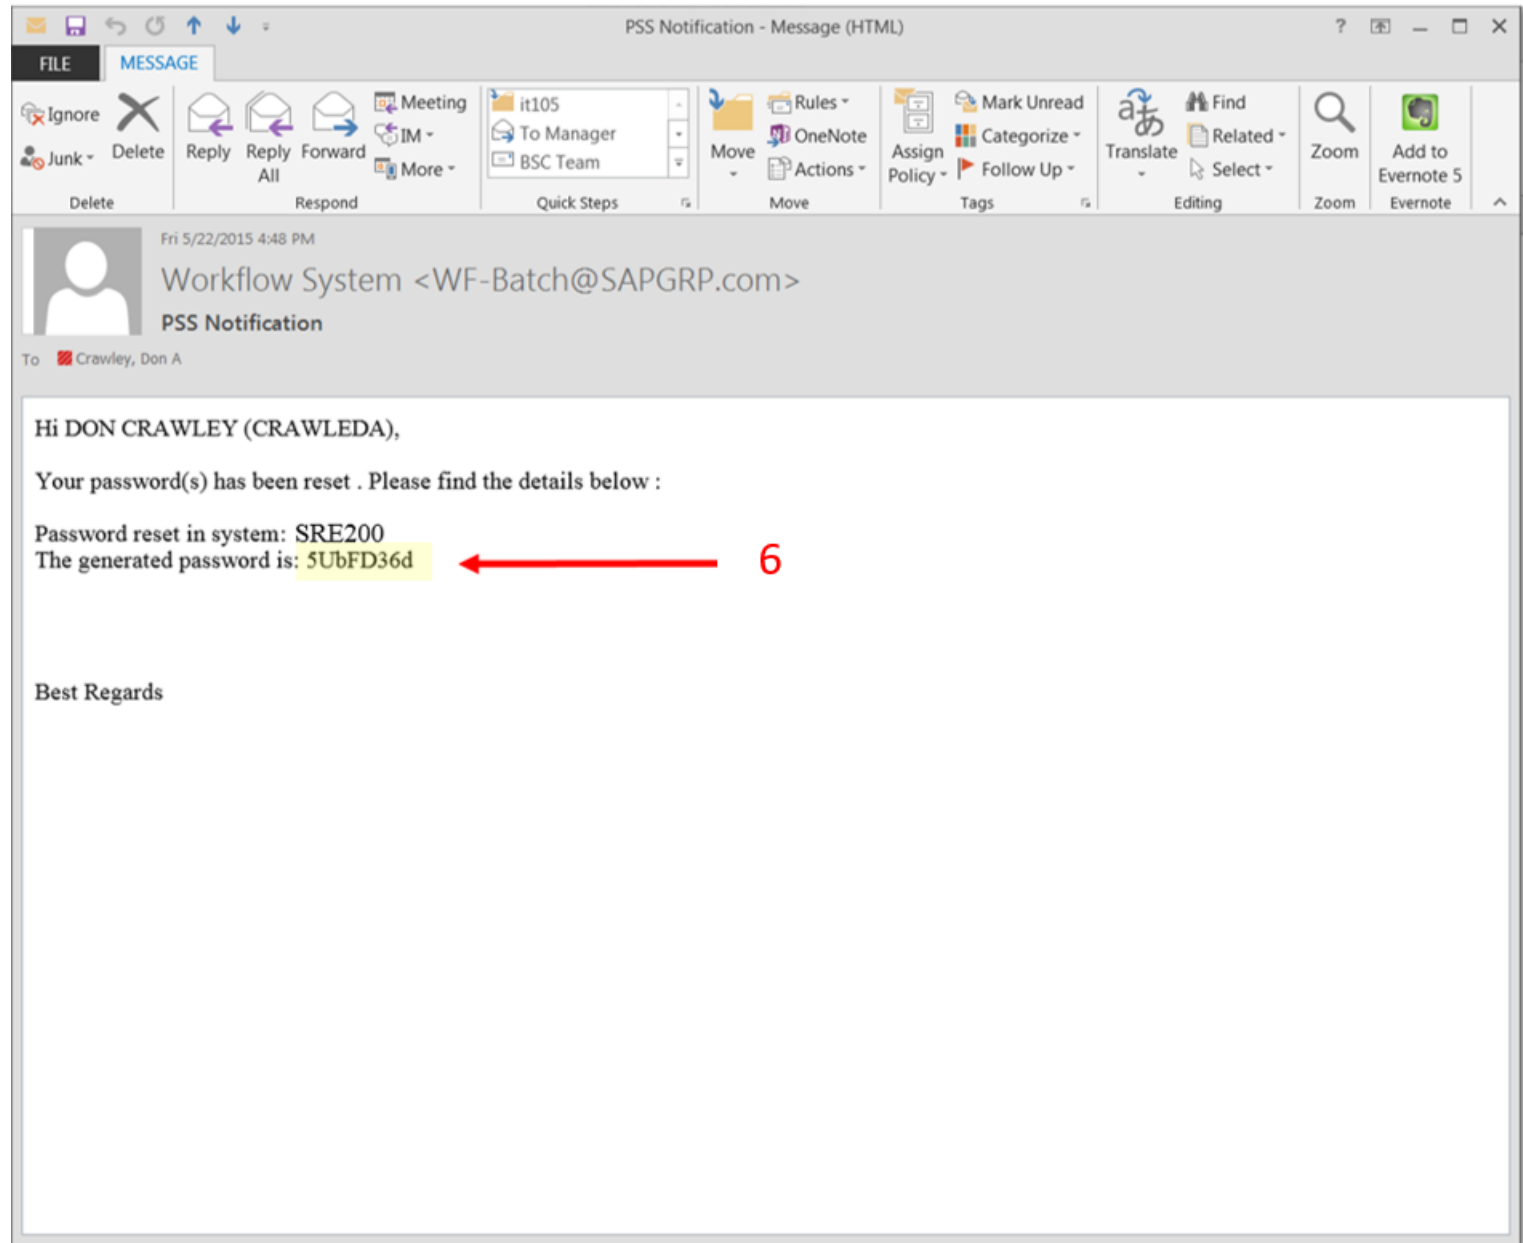 PSS Notification - Message (HTML)
?
FILE MESSAGE
Ignore
Junk
Delete
Delete
Reply
Reply All
Forward
Meeting
IM
More
Respond
it105
To Manager
BSC Team
Quick Steps
Move
Rules
OneNote
Actions
Move
Assign Policy
Mark Unread
Categorize
Follow Up
Tags
Translate
Find
Related
Select
Editing
Zoom
Zoom
Add to Evernote 5
Evernote
Fri 5/22/2015 4:48 PM
Workflow System <WF-Batch@SAPGRP.com>
PSS Notification
To Crawley, Don A
Hi DON CRAWLEY (CRAWLEDA),
Your password(s) has been reset . Please find the details below :
Password reset in system: SRE200
The generated password is: 5UbFD36d
6
Best Regards